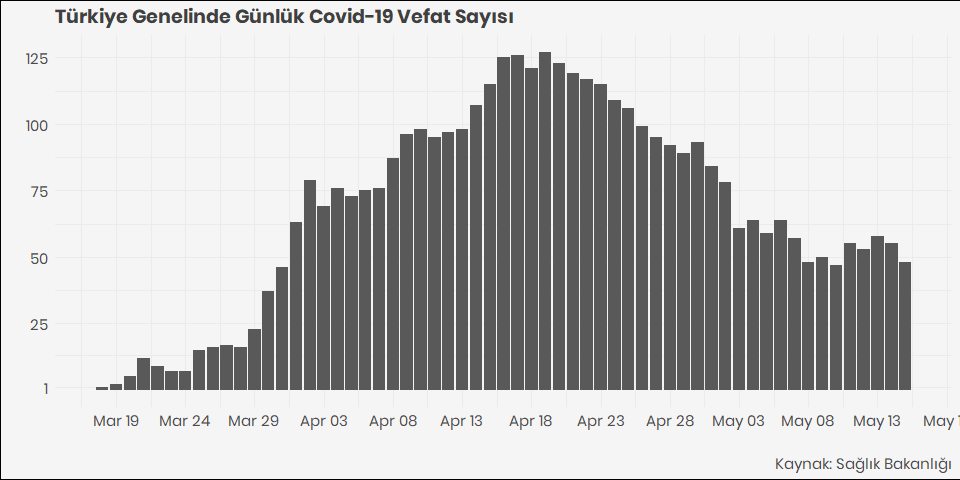 Türkiye Genelinde Günlük Covid-19 Vefat Sayısı
125
100
75
50
25
1
Mar 19 Mar 24 Mar 29 Apr 03 Apr 08 Apr 13 Apr 18 Apr 23 Apr 28 May 03 May 08 May 13 May
Kaynak: Sağlık Bakanlığı